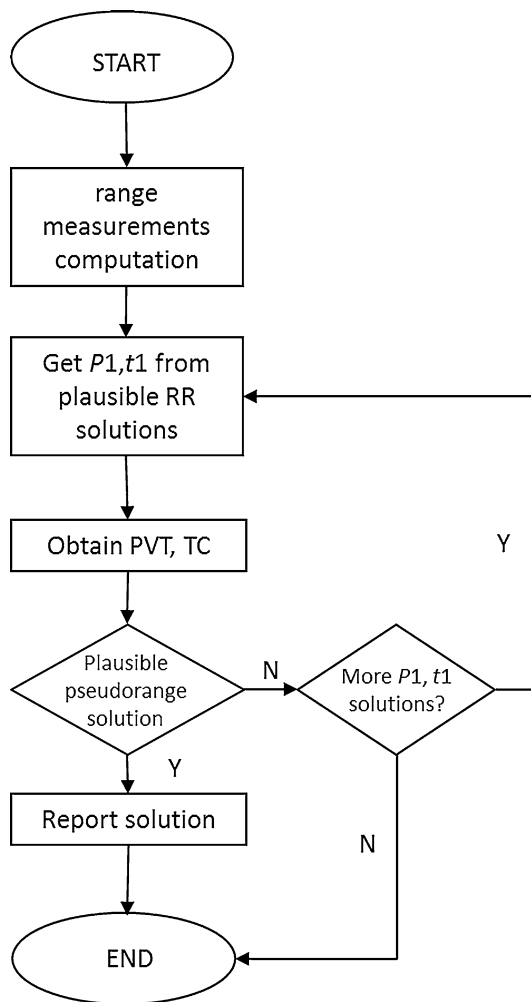 START
range
measurements
computation
Get P1,t1 from
plausible RR
solutions
Obtain PVT, TC
Y
Plausible
pseudorange
solution
N
More P1, t1
solutions?
Y
Report solution
N
END